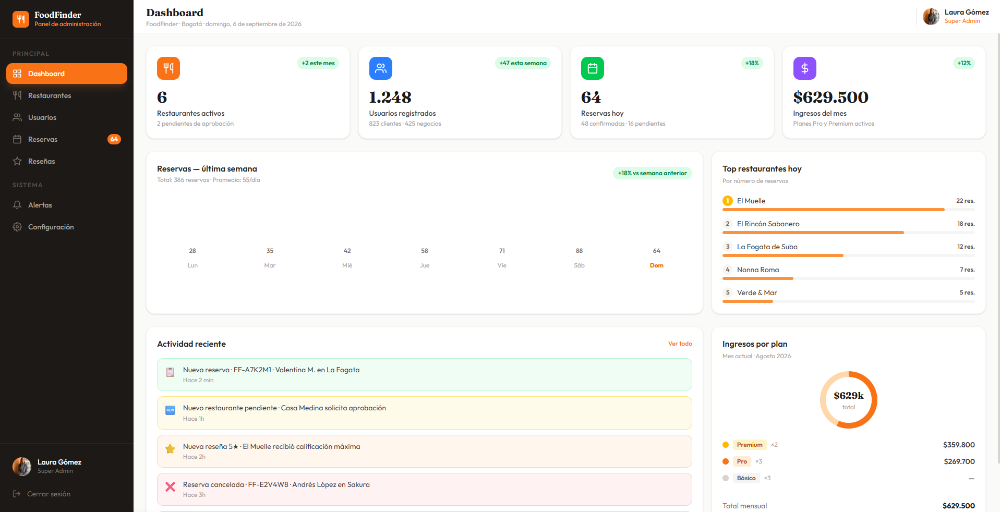 FoodFinder
Panel de administración
PRINCIPAL
Dashboard
Restaurantes
Usuarios
Reservas 64
Reseñas
SISTEMA
Alertas
Configuración
Laura Gómez
Super Admin
Cerrar sesión
Dashboard
FoodFinder · Bogotá · domingo, 6 de septiembre de 2026
Laura Gómez
Super Admin
+2 este mes
6
Restaurantes activos
2 pendientes de aprobación
+47 esta semana
1.248
Usuarios registrados
823 clientes · 425 negocios
+18%
64
Reservas hoy
48 confirmadas · 16 pendientes
+12%
$629.500
Ingresos del mes
Planes Pro y Premium activos
Reservas — última semana
Total: 386 reservas · Promedio: 55/día
+18% vs semana anterior
28 35 42 58 71 88 64
Lun Mar Mié Jue Vie Sáb Dom
Top restaurantes hoy
Por número de reservas
1 El Muelle 22 res.
2 El Rincón Sabanero 18 res.
3 La Fogata de Suba 12 res.
4 Nonna Roma 7 res.
5 Verde & Mar 5 res.
Actividad reciente
Ver todo
Nueva reserva · FF-A7K2M1 · Valentina M. en La Fogata
Hace 2 min
NEW
Nuevo restaurante pendiente · Casa Medina solicita aprobación
Hace 1h
Nueva reseña 5★ · El Muelle recibió calificación máxima
Hace 2h
Reserva cancelada · FF-E2V4W8 · Andrés López en Sakura
Hace 3h
Ingresos por plan
Mes actual · Agosto 2026
$629k
total
Premium ×2 $359.800
Pro ×3 $269.700
Básico ×3 —
Total mensual $629.500